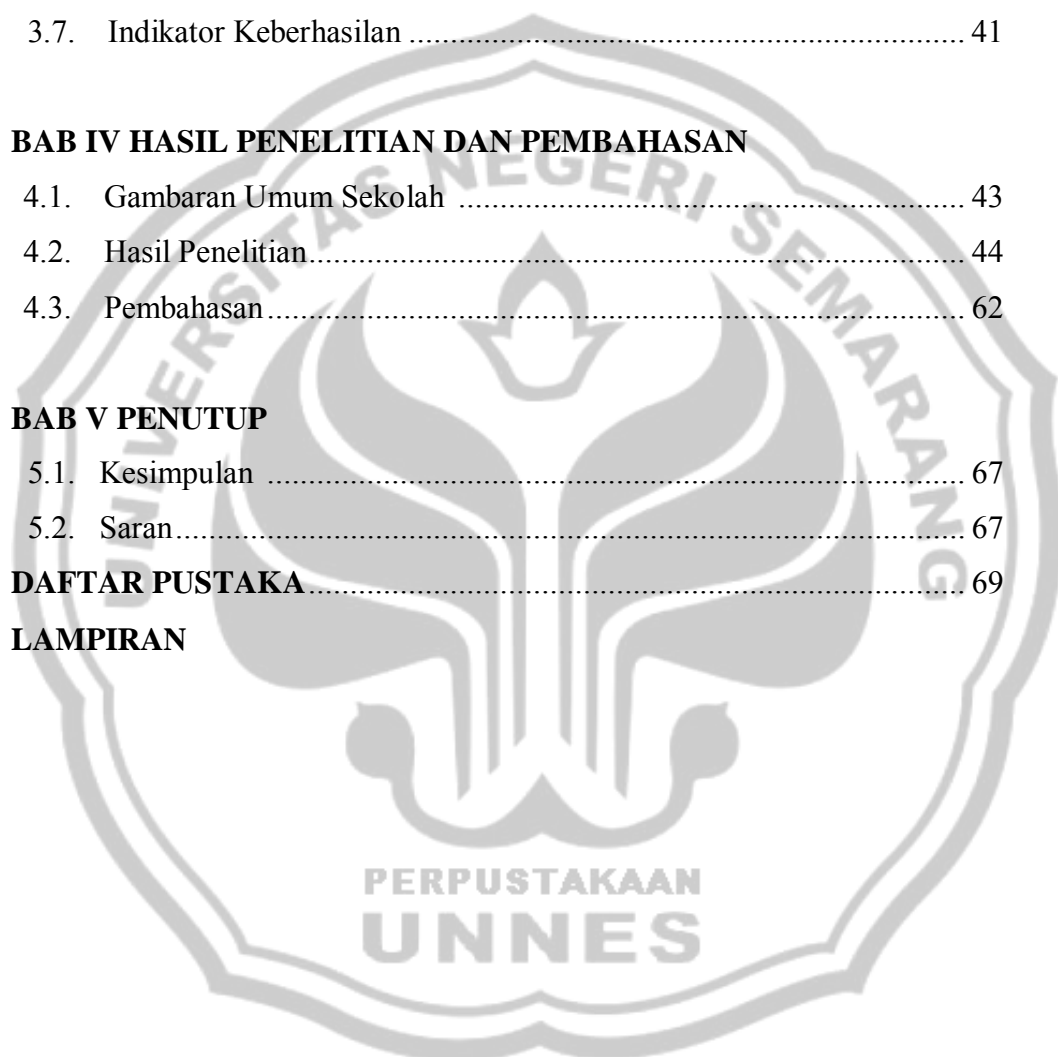 3.7. Indikator Keberhasilan ..................................................................... 41
BAB IV HASIL PENELITIAN DAN PEMBAHASAN
4.1. Gambaran Umum Sekolah ............................................................... 43
4.2. Hasil Penelitian.................................................................................. 44
4.3. Pembahasan....................................................................................... 62
BAB V PENUTUP
5.1. Kesimpulan ................................................................................... 67
5.2. Saran.................................................................................................. 67
DAFTAR PUSTAKA................................................................................. 69
LAMPIRAN
UNIVERSITAS NEGERI SEMARANG
PERPUSTAKAAN
UNNES